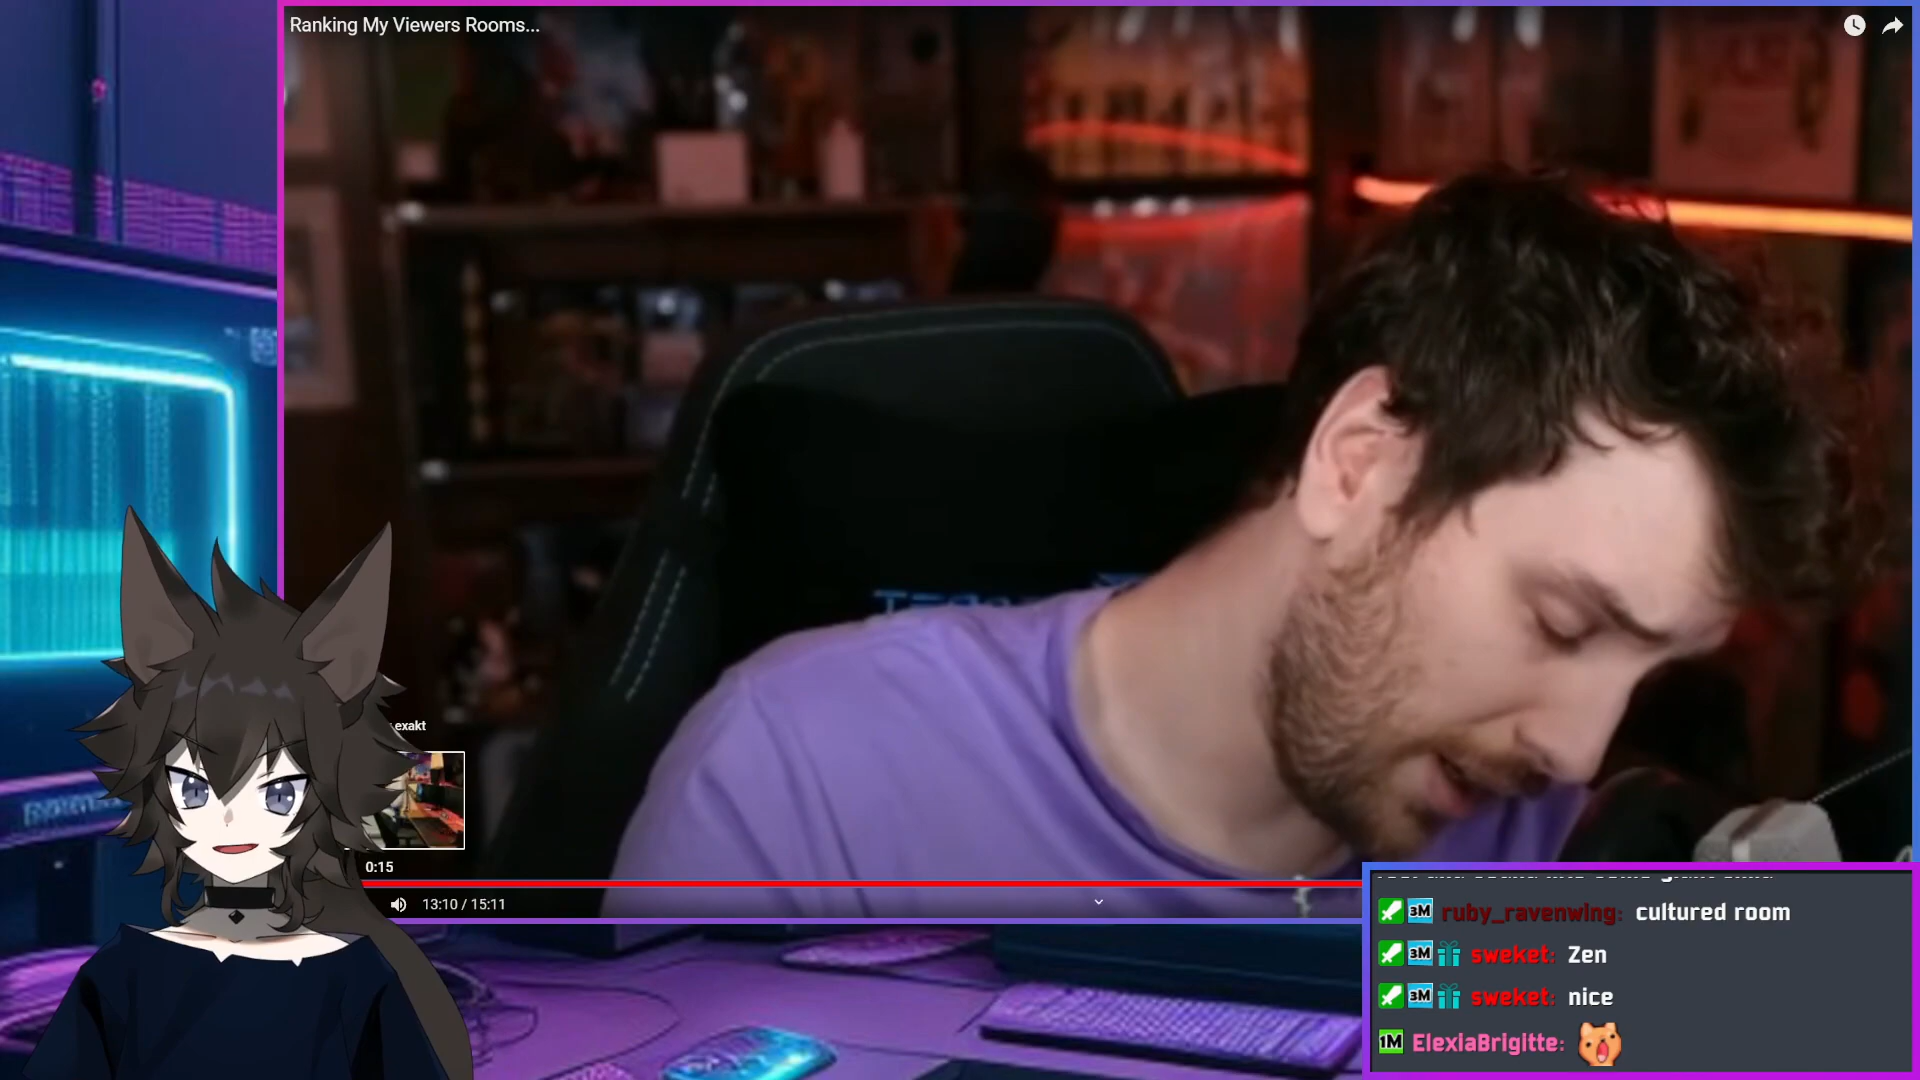 Ranking My Viewers Rooms...
exakt
0:15
13:10 / 15:11
3M ruby_ravenwing: cultured room
3M sweket: Zen
3M sweket: nice
1M ElexiaBrigitte: